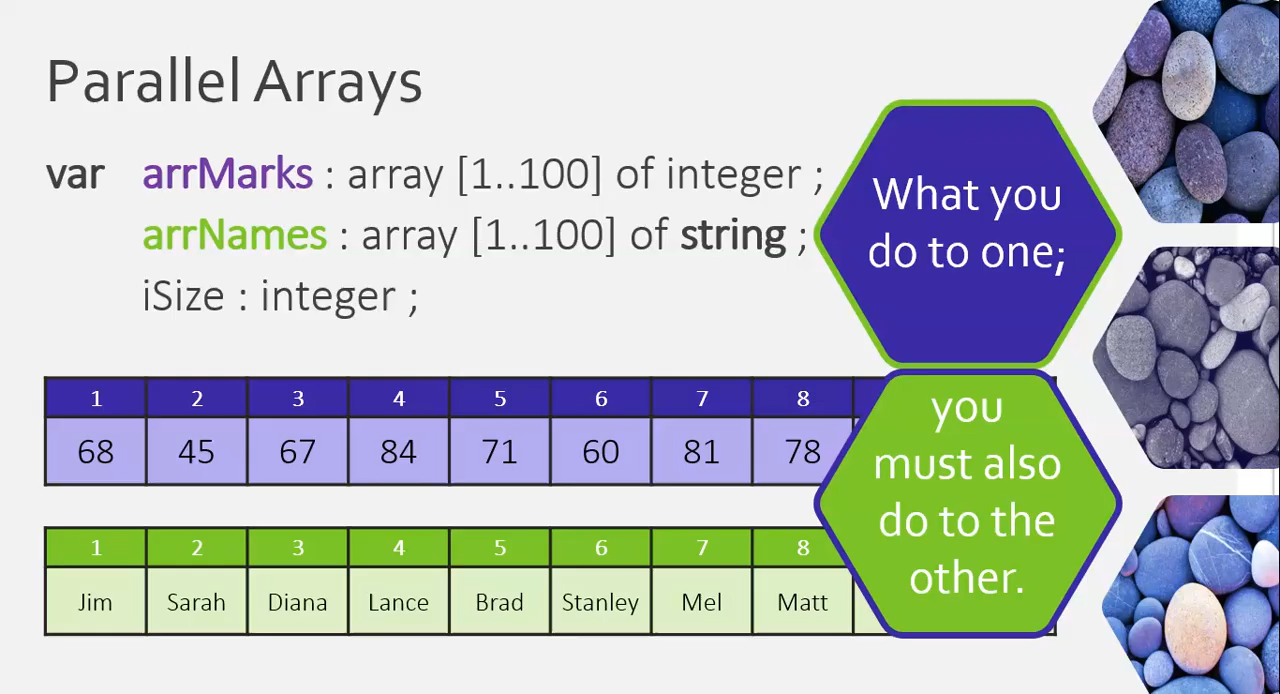 Parallel Arrays
var arrMarks : array [1..100] of integer ;
arrNames : array [1..100] of string ;
iSize : integer ;
What you
do to one;
you
must also
do to the
other.
1 2 3 4 5 6 7 8
68 45 67 84 71 60 81 78
1 2 3 4 5 6 7 8
Jim Sarah Diana Lance Brad Stanley Mel Matt